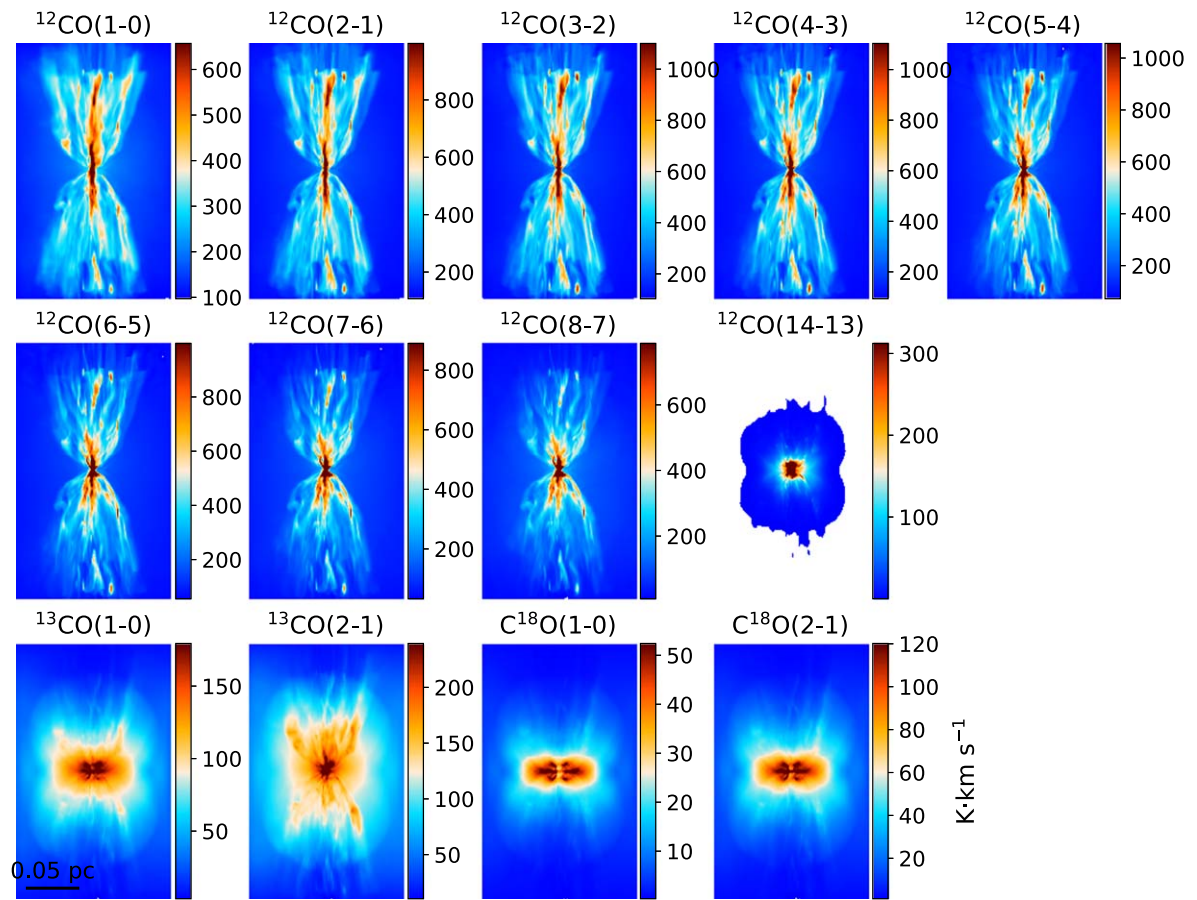 ¹²CO(1-0) ¹²CO(2-1) ¹²CO(3-2) ¹²CO(4-3) ¹²CO(5-4)
600 500 400 300 200 100
800 600 400 200
1000 800 600 400 200
1000 800 600 400 200
1000 800 600 400 200
¹²CO(6-5) ¹²CO(7-6) ¹²CO(8-7) ¹²CO(14-13)
800 600 400 200
800 600 400 200
600 400 200
300 200 100
¹³CO(1-0) ¹³CO(2-1) C¹⁸O(1-0) C¹⁸O(2-1)
150 100 50
200 150 100 50
50 40 30 20 10
120 100 80 60 40 20
K·km s⁻¹
0.05 pc